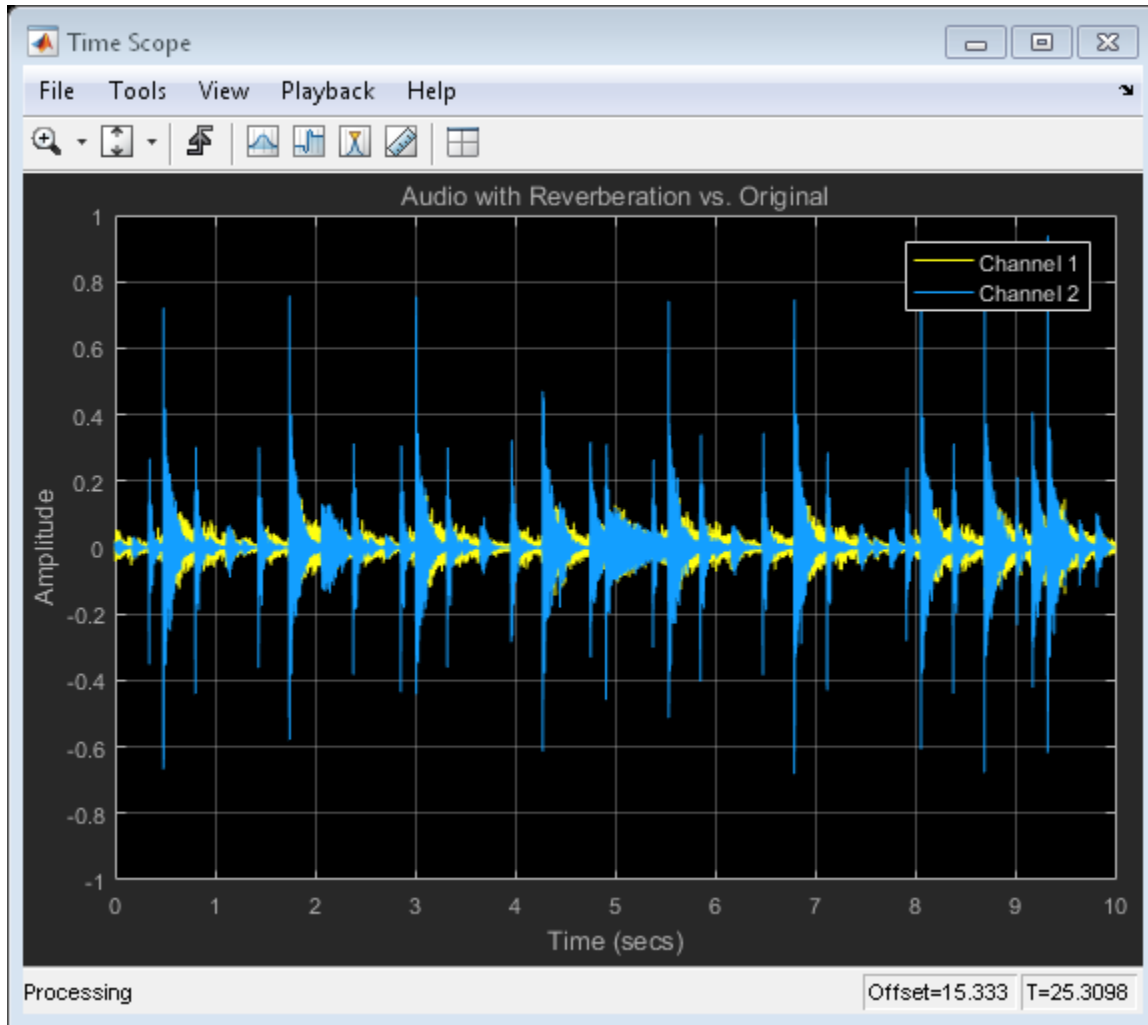 Time Scope
File Tools View Playback Help
Audio with Reverberation vs. Original
Channel 1
Channel 2
1
0.8
0.6
0.4
0.2
0
-0.2
-0.4
-0.6
-0.8
-1
Amplitude
0 1 2 3 4 5 6 7 8 9 10
Time (secs)
Processing Offset=15.333 T=25.3098